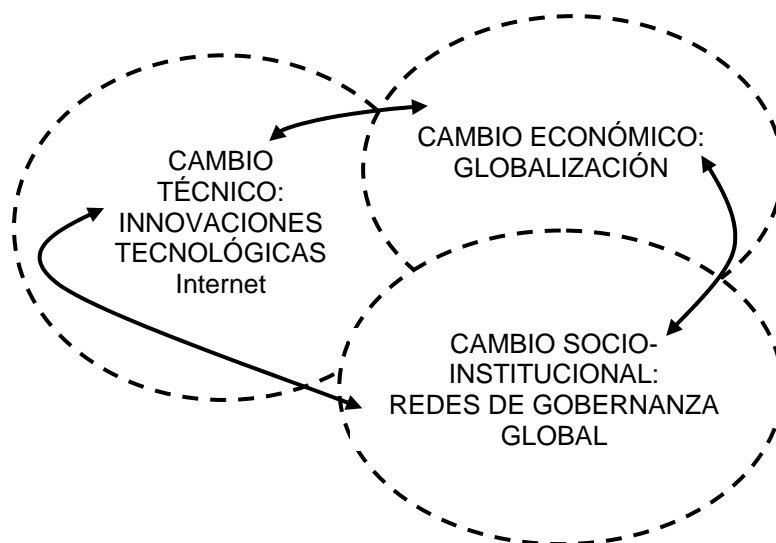 CAMBIO
TÉCNICO:
INNOVACIONES
TECNOLÓGICAS
Internet
CAMBIO ECONÓMICO:
GLOBALIZACIÓN
CAMBIO SOCIO-
INSTITUCIONAL:
REDES DE GOBERNANZA
GLOBAL